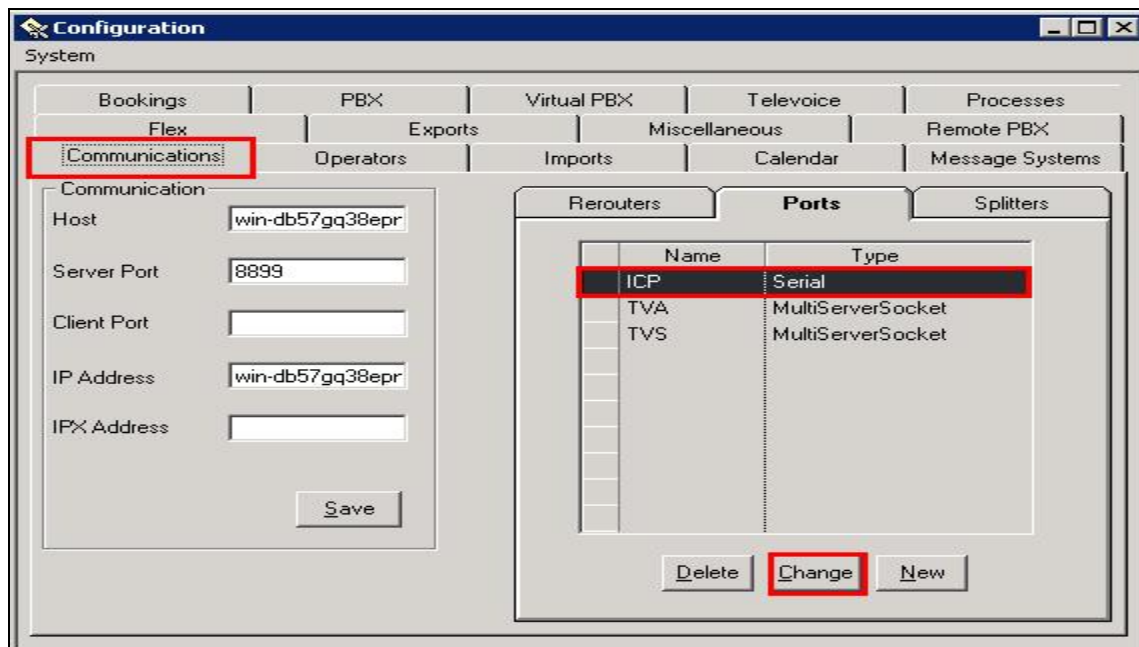 Configuration
System
Bookings PBX Virtual PBX Televoice Processes
Flex Exports Miscellaneous Remote PBX
Communications Operators Imports Calendar Message Systems
Communication
Host win-db57gq38epr
Server Port 8899
Client Port
IP Address win-db57gq38epr
IPX Address
Save
Rerouters Ports Splitters
Name Type
ICP Serial
TVA MultiServerSocket
TVS MultiServerSocket
Delete Change New